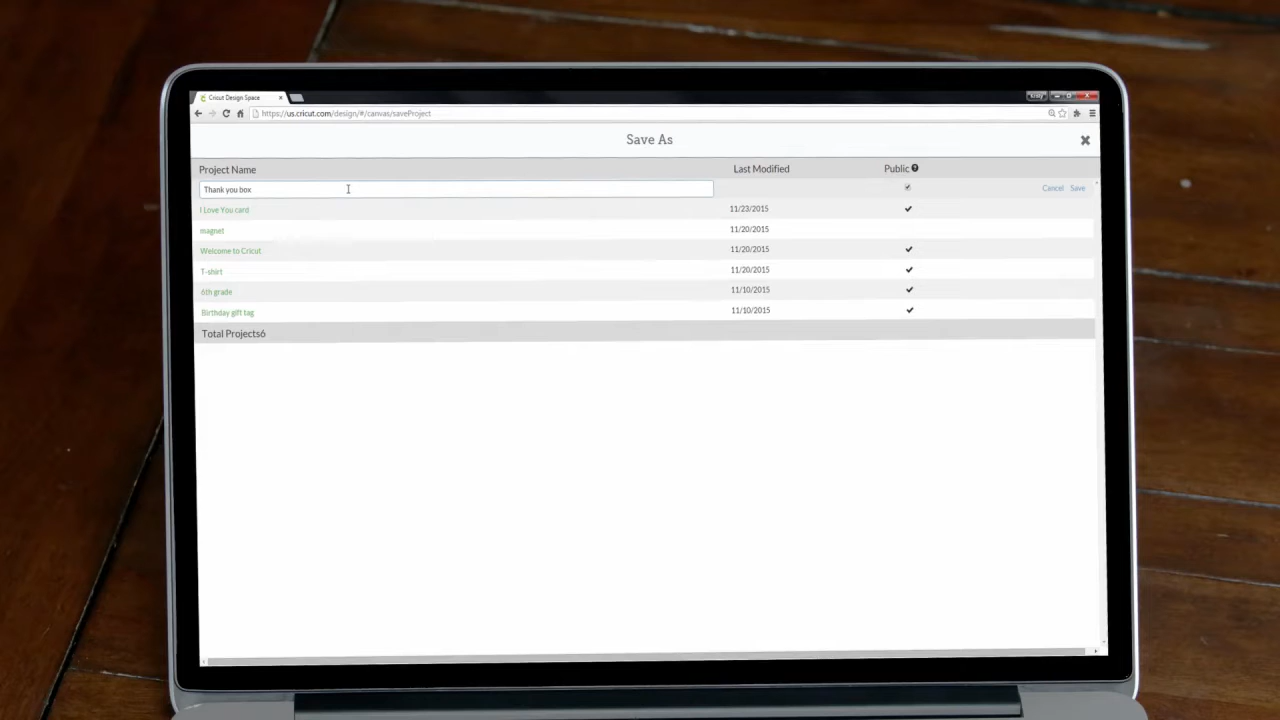 Cricut Design Space
Emily
https://us.cricut.com/design/#/canvas/saveProject
Save As
Project Name Last Modified Public
Thank you box Cancel Save
I Love You card 11/23/2015
magnet 11/20/2015
Welcome to Cricut 11/20/2015
T-shirt 11/20/2015
6th grade 11/10/2015
Birthday gift tag 11/10/2015
Total Projects6